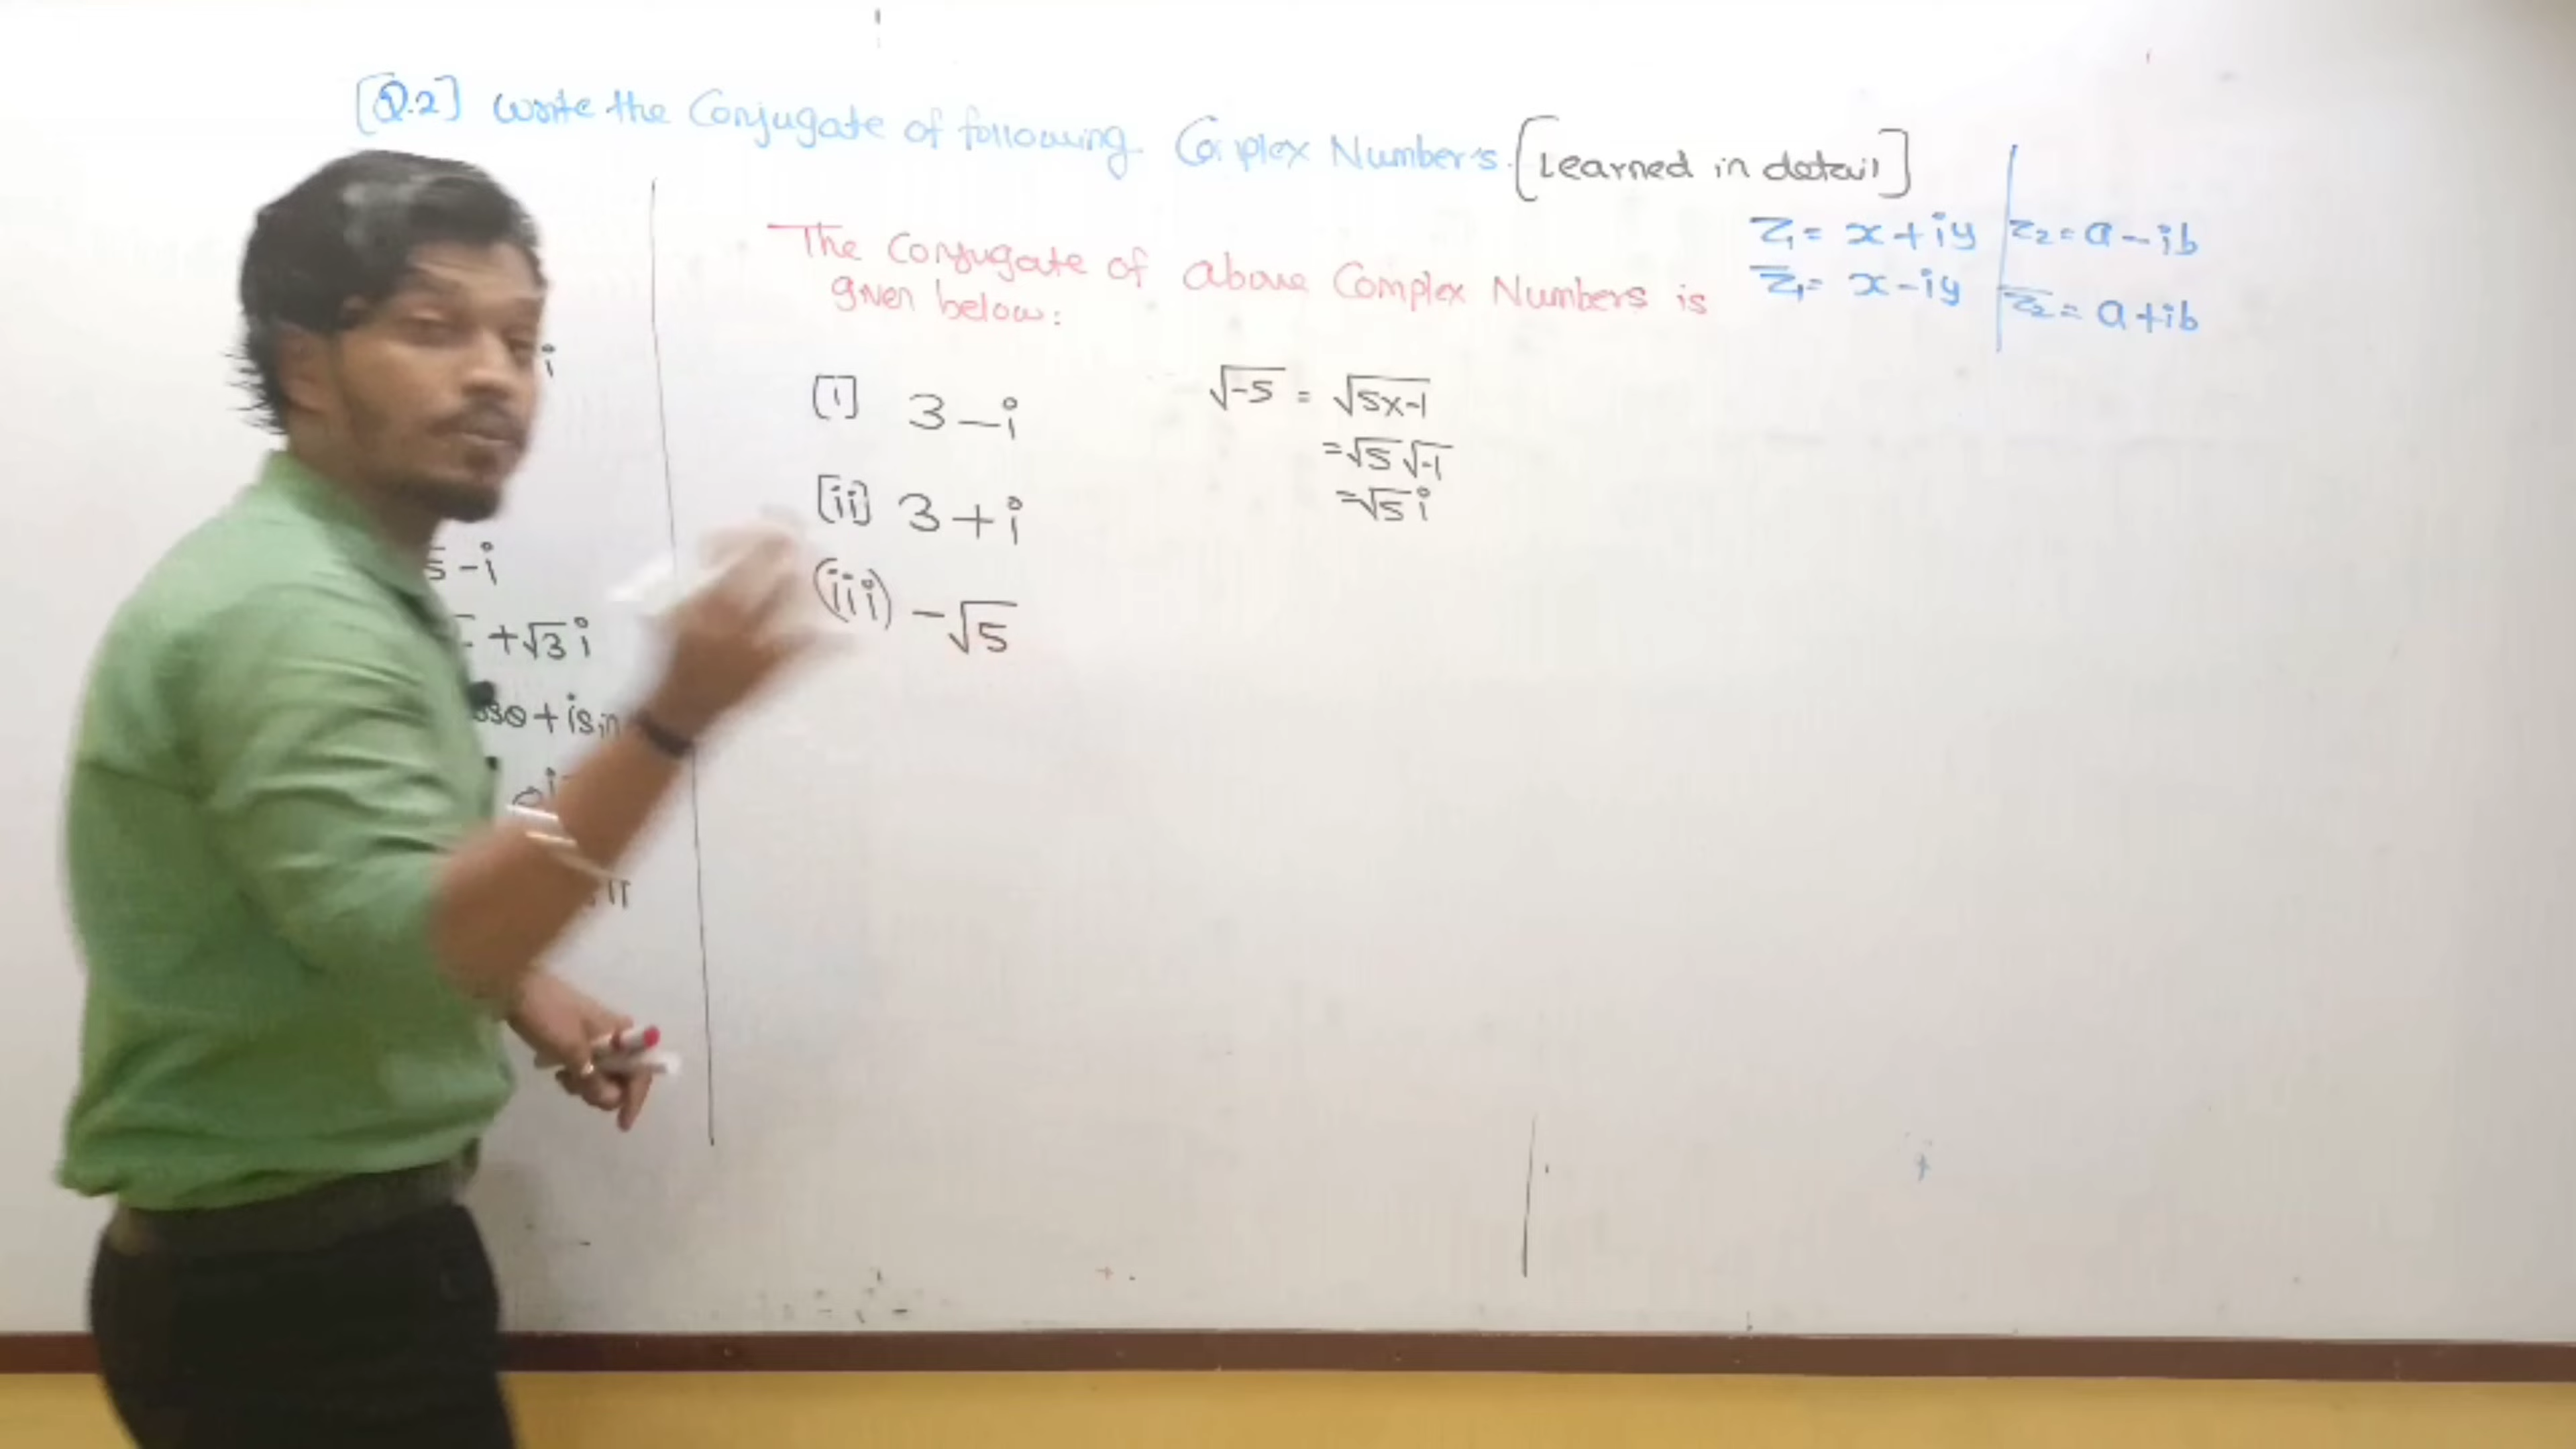 [Q.2] Write the Conjugate of following Complex Numbers. [Learned in detail]
i
5 - i
+ √3 i
osθ + isin
The Conjugate of above Complex Numbers is
given below:
[i] 3 - i
[ii] 3 + i
(iii) - √5
√-5 = √5x-1
= √5 √-1
= √5 i
Z₁ = x + iy | Z₂ = a - ib
Z̅₁ = x - iy | Z̅₂ = a + ib